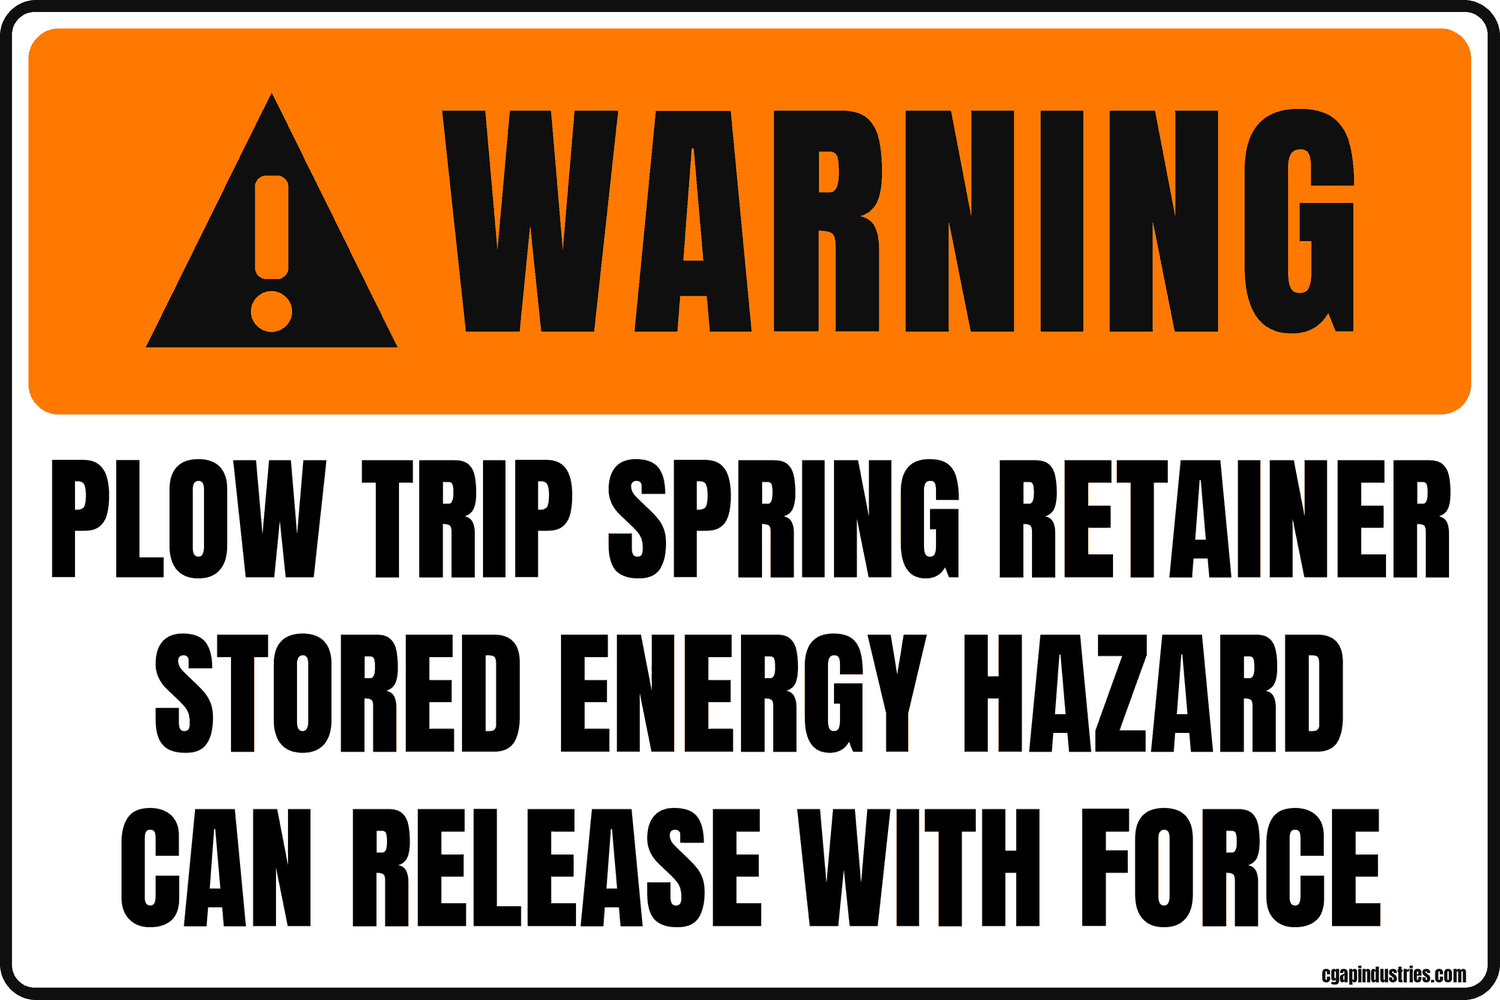 WARNING
PLOW TRIP SPRING RETAINER
STORED ENERGY HAZARD
CAN RELEASE WITH FORCE
cgapindustries.com